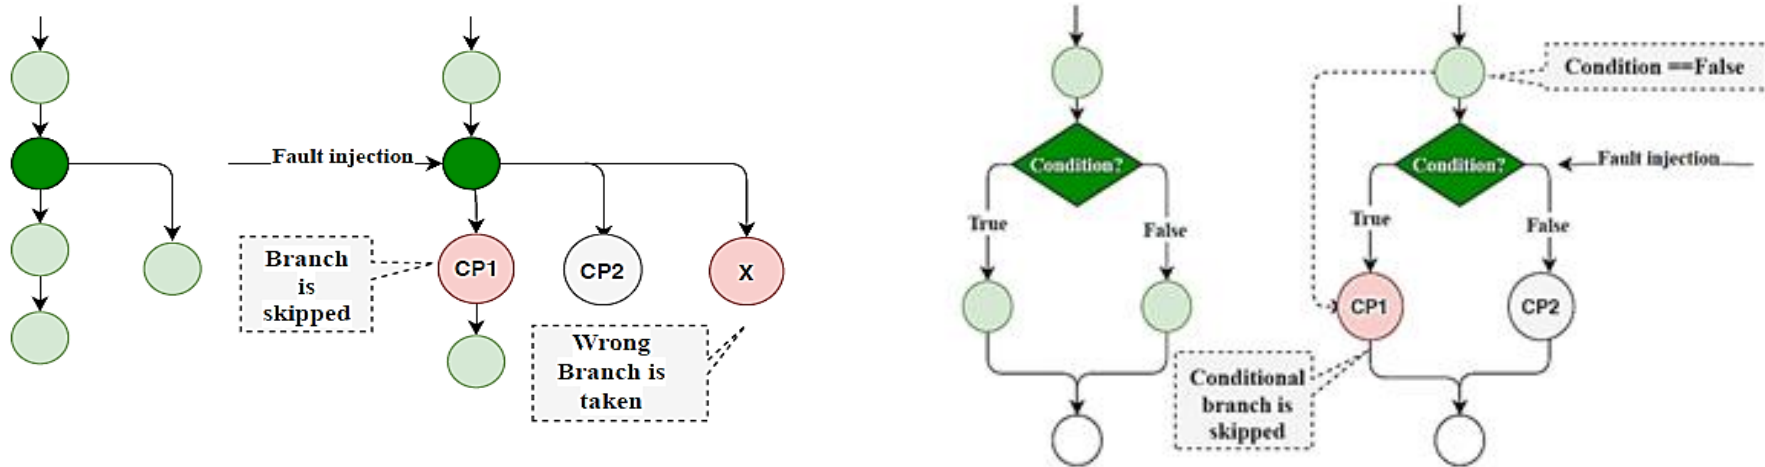 Fault injection
Branch
is
skipped
CP1
CP2
X
Wrong
Branch is
taken
Condition?
True
False
Condition ==False
Condition?
Fault injection
True
False
CP1
CP2
Conditional
branch is
skipped